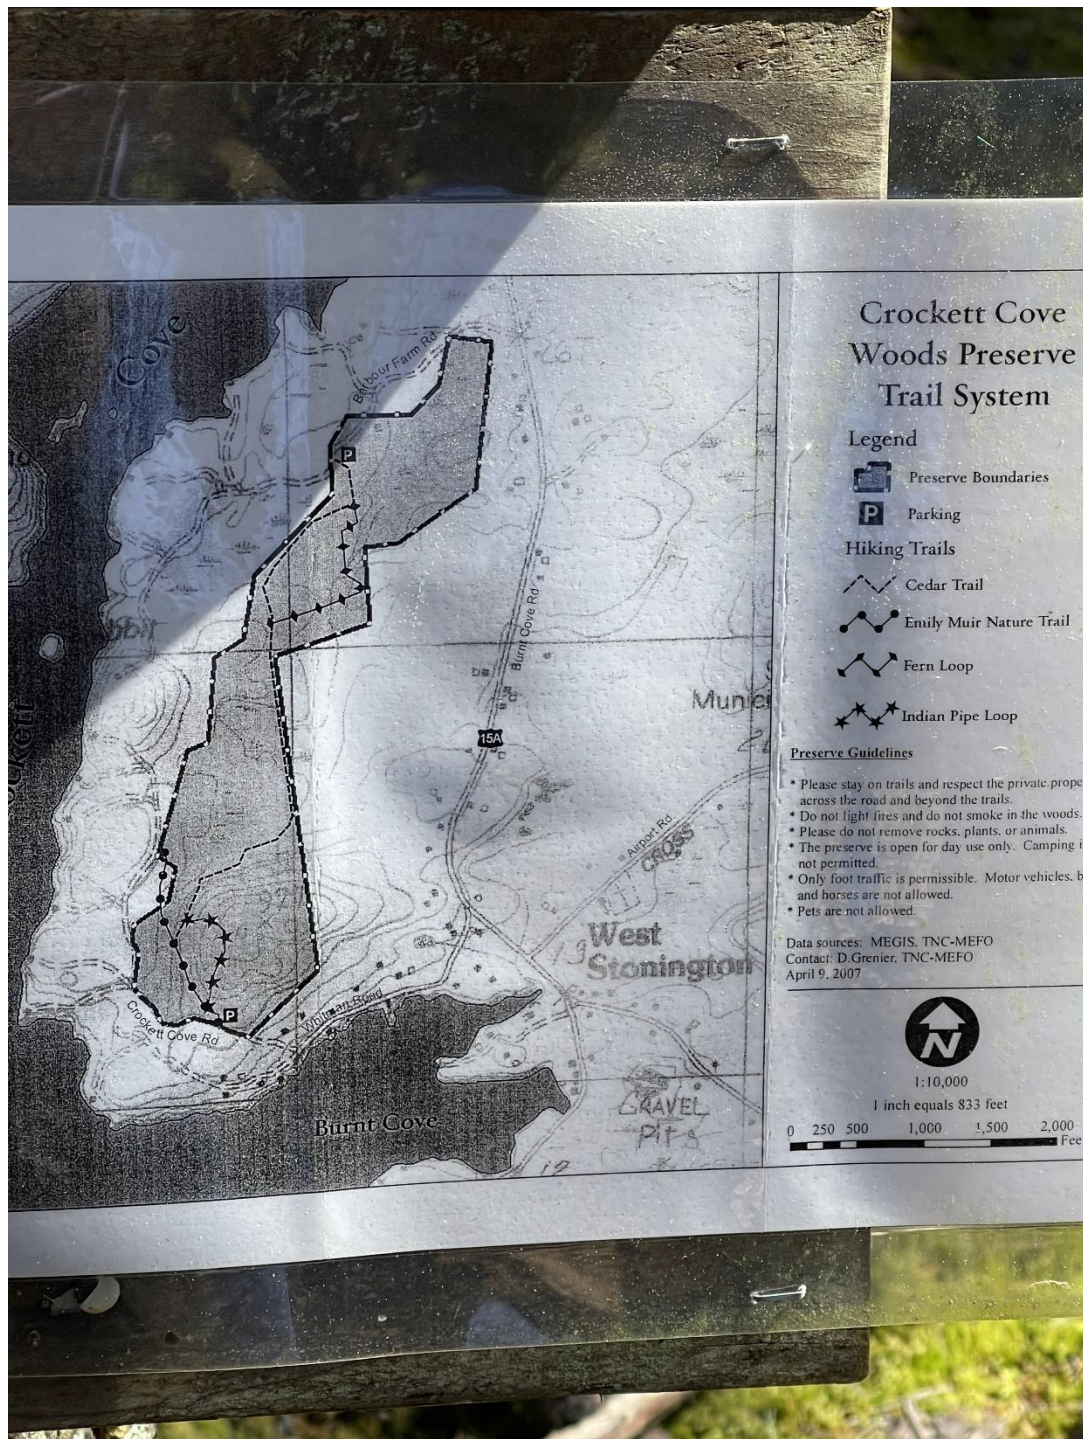 Cove
Barbour Farm Rd
P
Burnt Cove Rd
15A
Airport Rd
cross
West
Stonington
P
Whitman Road
Crockett Cove Rd
Burnt Cove
GRAVEL
Pits
Crockett Cove
Woods Preserve
Trail System
Legend
Preserve Boundaries
P Parking
Hiking Trails
Cedar Trail
Emily Muir Nature Trail
Fern Loop
Indian Pipe Loop
Preserve Guidelines
* Please stay on trails and respect the private prope
across the road and beyond the trails.
* Do not light fires and do not smoke in the woods.
* Please do not remove rocks, plants, or animals.
* The preserve is open for day use only. Camping i
not permitted.
* Only foot traffic is permissible. Motor vehicles, b
and horses are not allowed.
* Pets are not allowed.
Data sources: MEGIS, TNC-MEFO
Contact: D.Grenier, TNC-MEFO
April 9, 2007
N
1:10,000
1 inch equals 833 feet
0 250 500 1,000 1,500 2,000
Fee